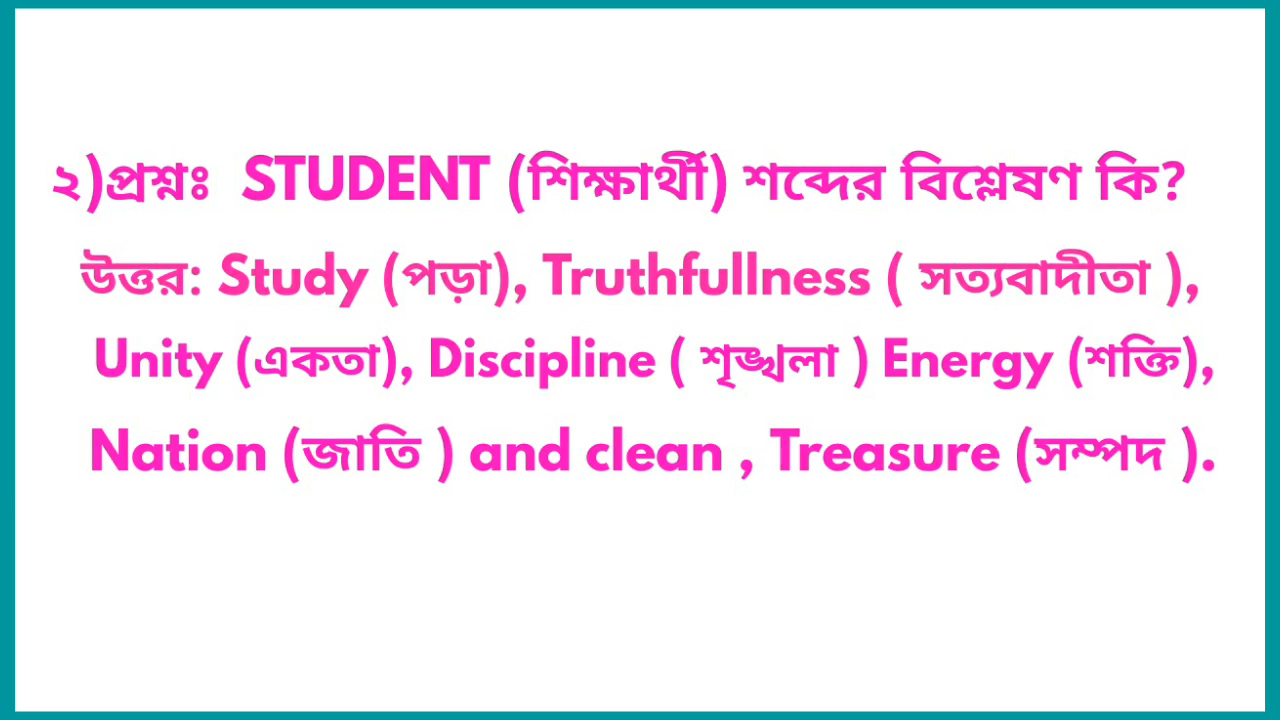 ২)প্রশ্নঃ STUDENT (শিক্ষার্থী) শব্দের বিশ্লেষণ কি?
উত্তর: Study (পড়া), Truthfullness ( সত্যবাদীতা ),
Unity (একতা), Discipline ( শৃঙ্খলা ) Energy (শক্তি),
Nation (জাতি ) and clean , Treasure (সম্পদ ).